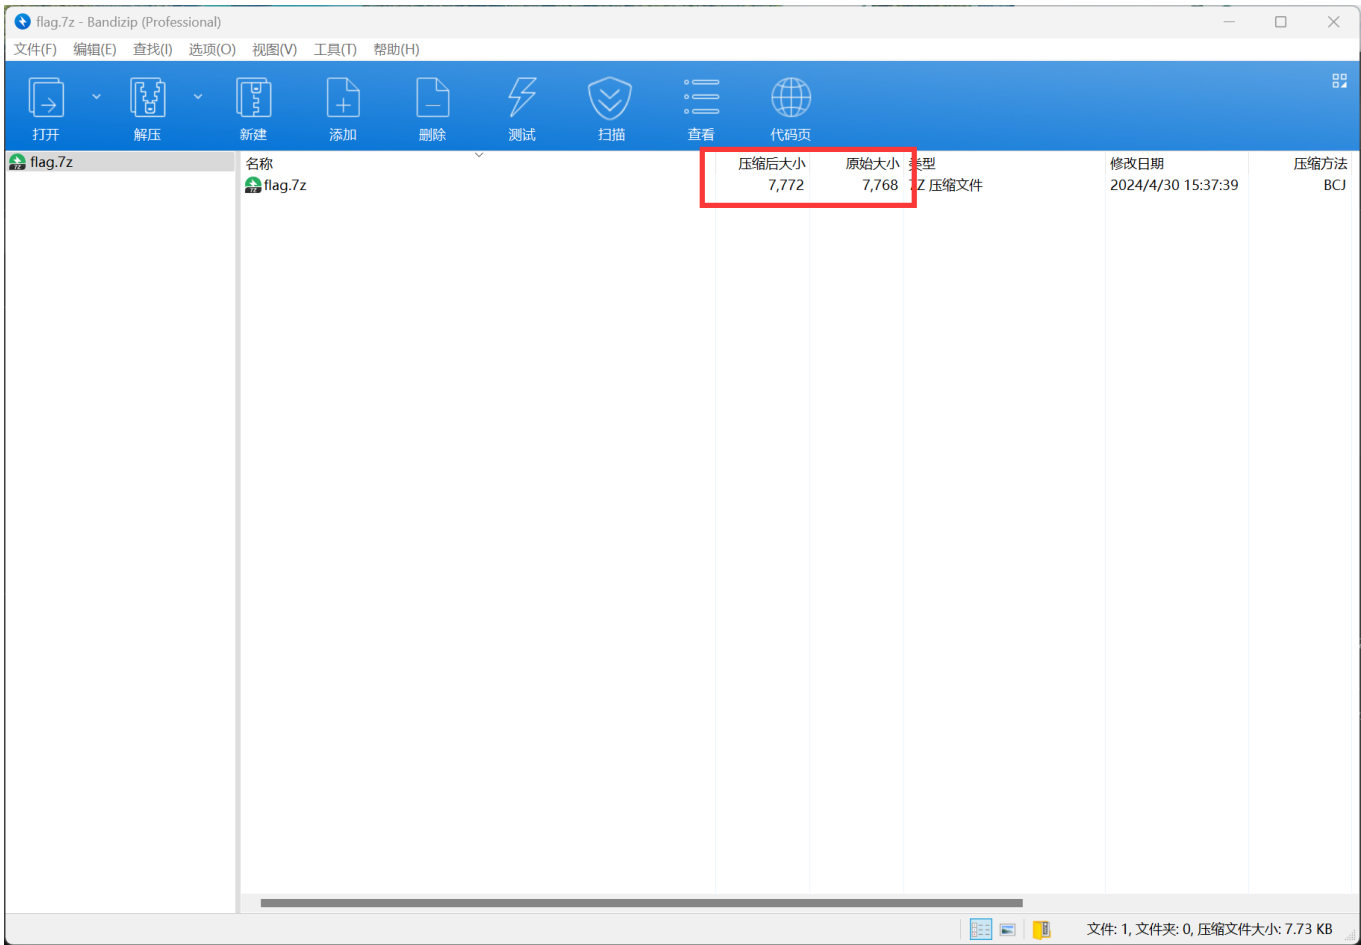 flag.7z - Bandizip (Professional)
文件(F) 编辑(E) 查找(I) 选项(O) 视图(V) 工具(T) 帮助(H)
打开 解压 新建 添加 删除 测试 扫描 查看 代码页
flag.7z
名称 压缩后大小 原始大小 类型 修改日期 压缩方法
flag.7z 7,772 7,768 7Z 压缩文件 2024/4/30 15:37:39 BCJ
文件: 1, 文件夹: 0, 压缩文件大小: 7.73 KB